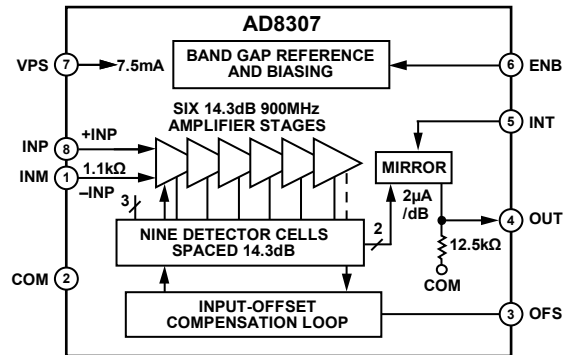 AD8307
VPS
7
7.5mA
BAND GAP REFERENCE
AND BIASING
6
ENB
SIX 14.3dB 900MHz
AMPLIFIER STAGES
5
INT
INP
8
+INP
INM
1
1.1kΩ
–INP
MIRROR
2µA
/dB
3
2
4
OUT
NINE DETECTOR CELLS
SPACED 14.3dB
12.5kΩ
COM
COM
2
INPUT-OFFSET
COMPENSATION LOOP
3
OFS